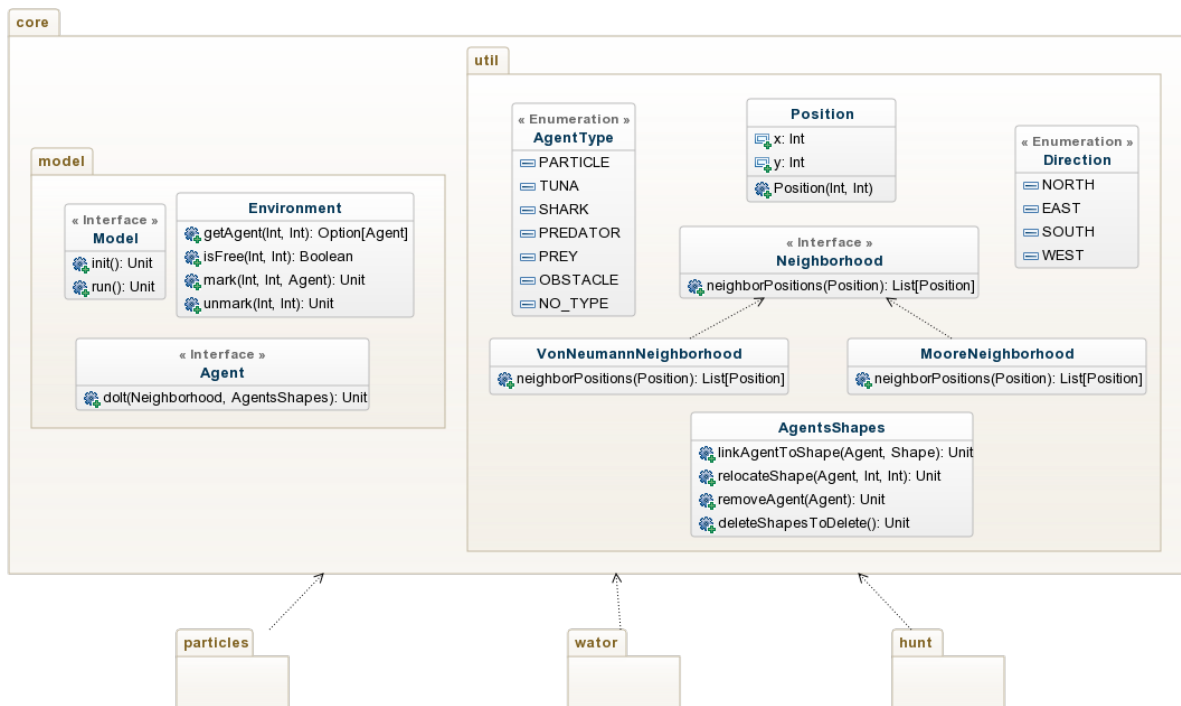 core
util
« Enumeration »
AgentType
PARTICLE
TUNA
SHARK
PREDATOR
PREY
OBSTACLE
NO_TYPE
Position
x: Int
y: Int
Position(Int, Int)
« Enumeration »
Direction
NORTH
EAST
SOUTH
WEST
model
« Interface »
Model
init(): Unit
run(): Unit
Environment
getAgent(Int, Int): Option[Agent]
isFree(Int, Int): Boolean
mark(Int, Int, Agent): Unit
unmark(Int, Int): Unit
« Interface »
Agent
doIt(Neighborhood, AgentsShapes): Unit
« Interface »
Neighborhood
neighborPositions(Position): List[Position]
VonNeumannNeighborhood
neighborPositions(Position): List[Position]
MooreNeighborhood
neighborPositions(Position): List[Position]
AgentsShapes
linkAgentToShape(Agent, Shape): Unit
relocateShape(Agent, Int, Int): Unit
removeAgent(Agent): Unit
deleteShapesToDelete(): Unit
particles
wator
hunt